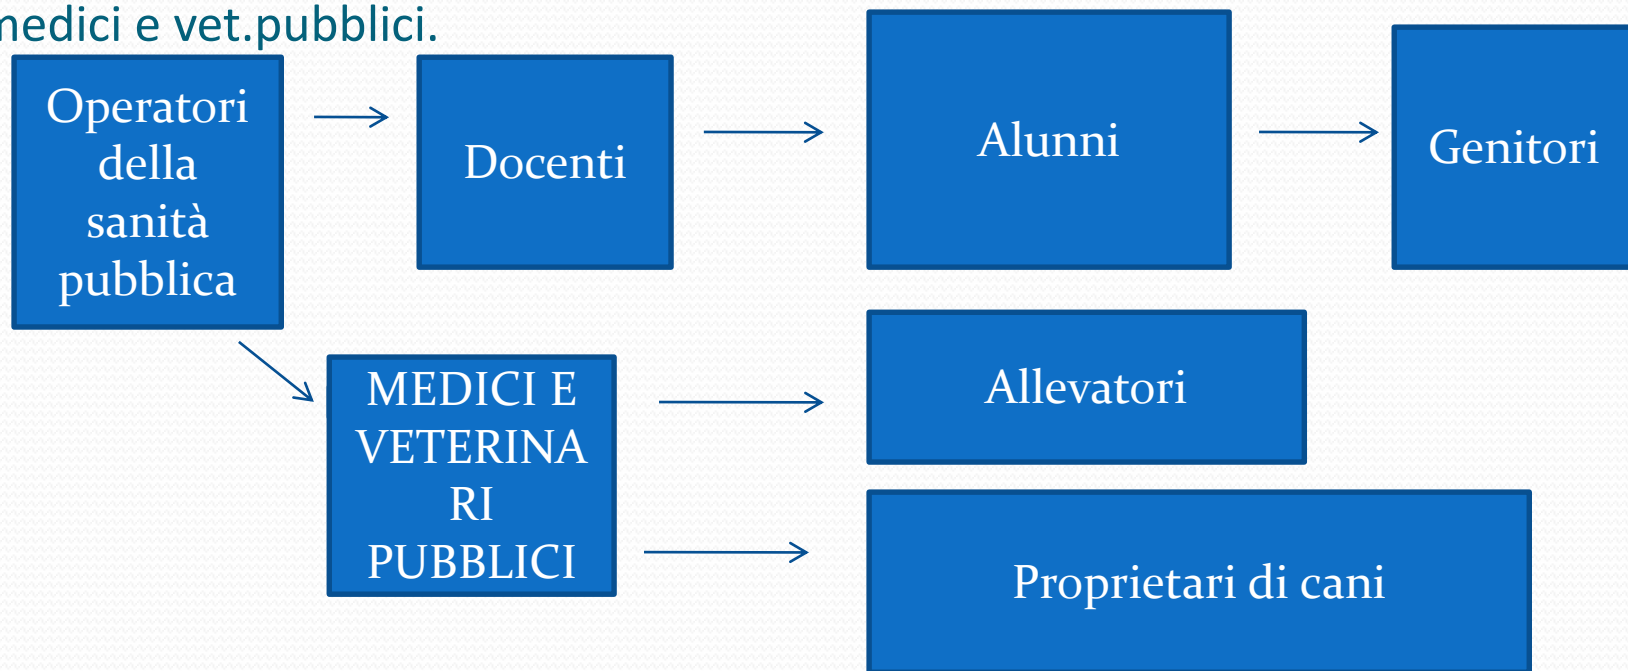 medici e vet.pubblici.
Operatori
della
sanità
pubblica
Docenti
Alunni
Genitori
MEDICI E
VETERINA
RI
PUBBLICI
Allevatori
Proprietari di cani